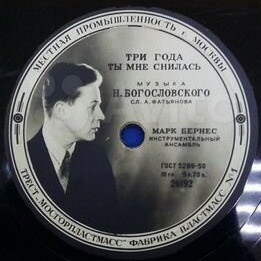 МЕСТНАЯ ПРОМЫШЛЕННОСТЬ г. МОСКВЫ
ТРИ ГОДА
ТЫ МНЕ СНИЛАСЬ
МУЗЫКА
Н. БОГОСЛОВСКОГО
СЛ. А. ФАТЬЯНОВА
МАРК БЕРНЕС
ИНСТРУМЕНТАЛЬНЫЙ
АНСАМБЛЬ
ГОСТ 5289-50
20192
ТРЕСТ „МОСГОРПЛАСТМАСС" ФАБРИКА ПЛАСТМАСС №1